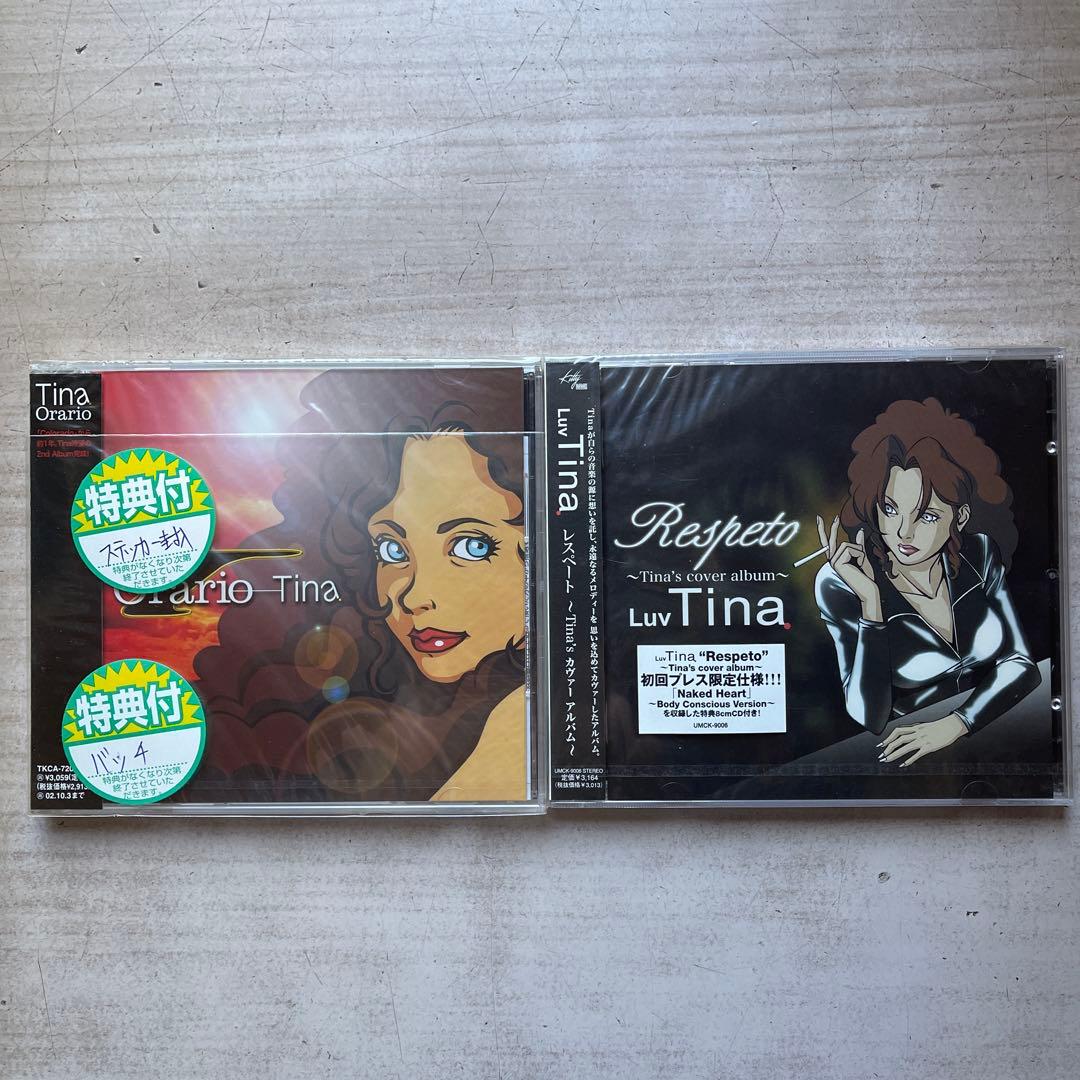 Tina
Orario
「Colorado」から
約1年、Tina待望の
2nd Album完成!
特典付
ステッカー封入
特典がなくなり次第
終了させていただ
きます。
Orario Tina
特典付
バッチ
特典がなくなり次第
終了させていただ
きます。
TKCA-720
¥3,059(定
(税抜価格¥2,913
02.10.3まで
Kitty
Luv Tina.
レスペート 〜Tina's カヴァー アルバム〜
Tinaが自らの音楽の源に想いを託し、永遠なるメロディーを 思いを込めてカヴァーしたアルバム。
UMCK-9006 STEREO
定価¥3,164
(税抜価格¥3,013)
Respeto
~Tina's cover album~
Luv Tina.
Luv Tina. "Respeto"
~Tina's cover album~
初回プレス限定仕様!!!
「Naked Heart」
~Body Conscious Version~
を収録した特典8cmCD付き!
UMCK-9006